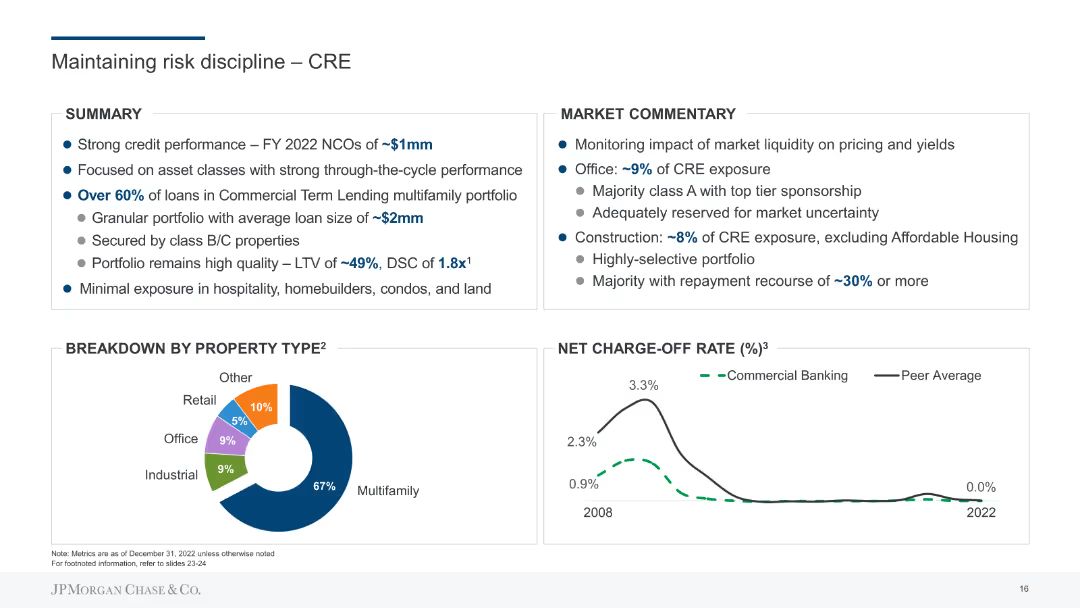 Maintaining risk discipline – CRE
SUMMARY
Strong credit performance – FY 2022 NCOs of ~$1mm
Focused on asset classes with strong through-the-cycle performance
Over 60% of loans in Commercial Term Lending multifamily portfolio
Granular portfolio with average loan size of ~$2mm
Secured by class B/C properties
Portfolio remains high quality – LTV of ~49%, DSC of 1.8x¹
Minimal exposure in hospitality, homebuilders, condos, and land
MARKET COMMENTARY
Monitoring impact of market liquidity on pricing and yields
Office: ~9% of CRE exposure
Majority class A with top tier sponsorship
Adequately reserved for market uncertainty
Construction: ~8% of CRE exposure, excluding Affordable Housing
Highly-selective portfolio
Majority with repayment recourse of ~30% or more
BREAKDOWN BY PROPERTY TYPE²
Other
10%
Retail
5%
Office
9%
Industrial
9%
67%
Multifamily
NET CHARGE-OFF RATE (%)³
Commercial Banking
Peer Average
3.3%
2.3%
0.9%
0.0%
2008
2022
Note: Metrics are as of December 31, 2022 unless otherwise noted
For footnoted information, refer to slides 23-24
JPMORGAN CHASE & CO.
16